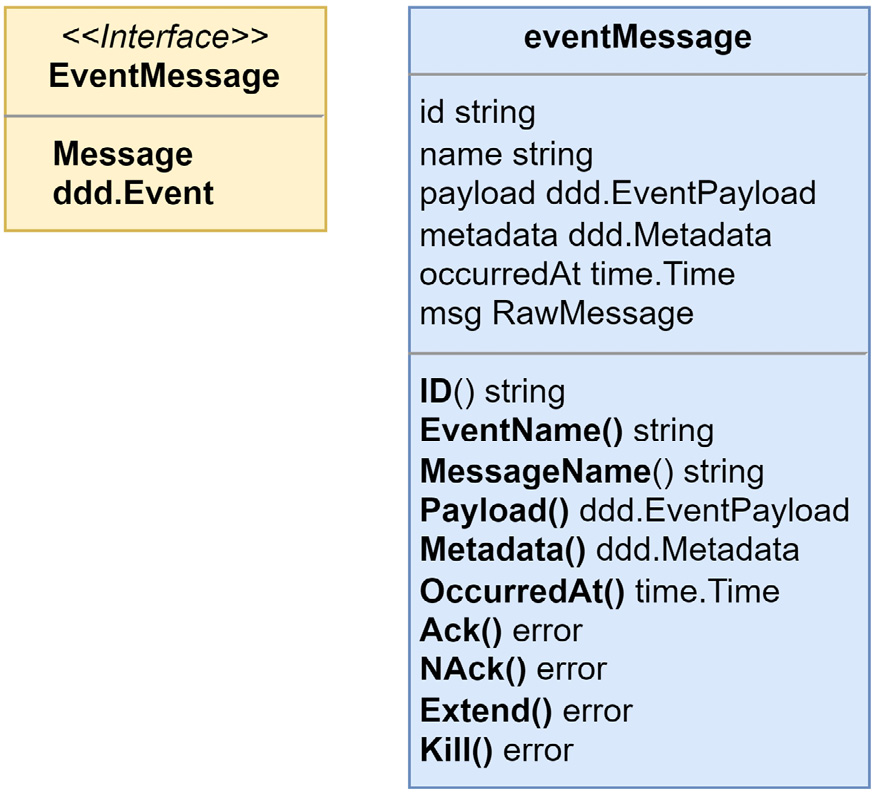 <<Interface>>
EventMessage
Message
ddd.Event
eventMessage
id string
name string
payload ddd.EventPayload
metadata ddd.Metadata
occurredAt time.Time
msg RawMessage
ID() string
EventName() string
MessageName() string
Payload() ddd.EventPayload
Metadata() ddd.Metadata
OccurredAt() time.Time
Ack() error
NAck() error
Extend() error
Kill() error